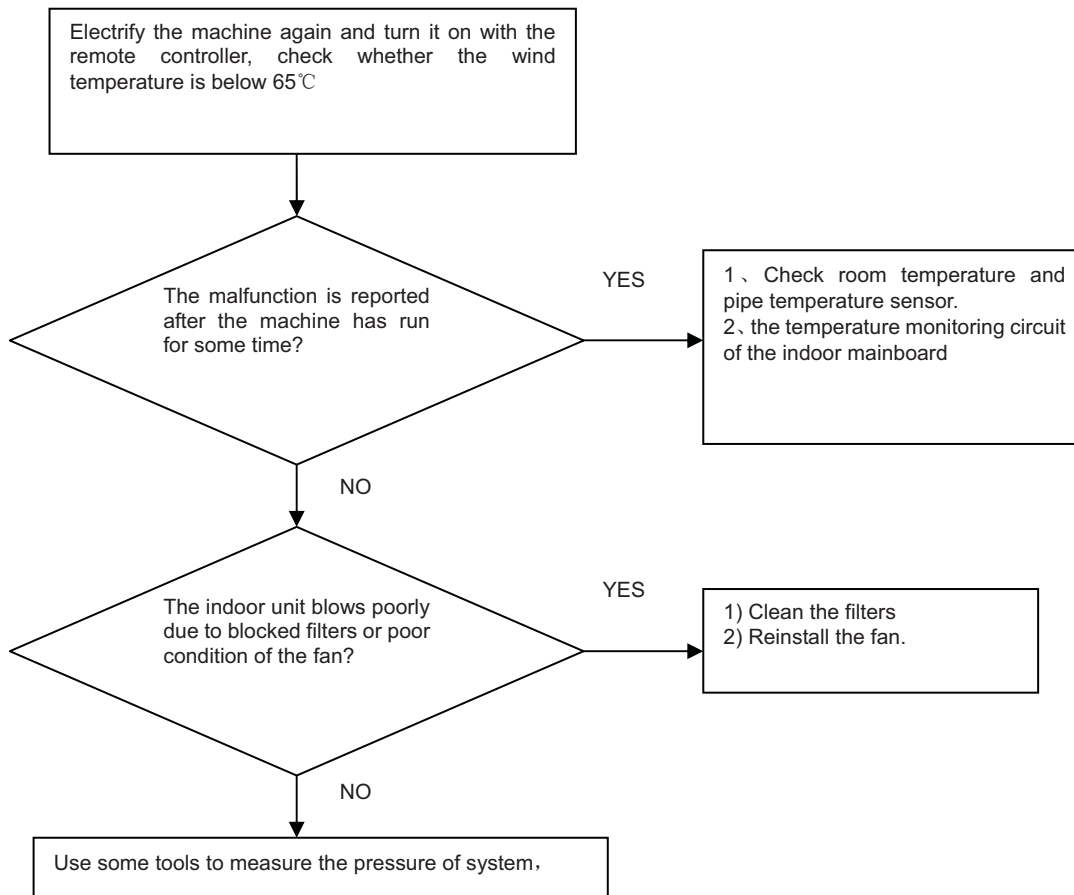 Electrify the machine again and turn it on with the
remote controller, check whether the wind
temperature is below 65℃
The malfunction is reported
after the machine has run
for some time?
YES
1、Check room temperature and
pipe temperature sensor.
2、the temperature monitoring circuit
of the indoor mainboard
NO
The indoor unit blows poorly
due to blocked filters or poor
condition of the fan?
YES
1) Clean the filters
2) Reinstall the fan.
NO
Use some tools to measure the pressure of system，